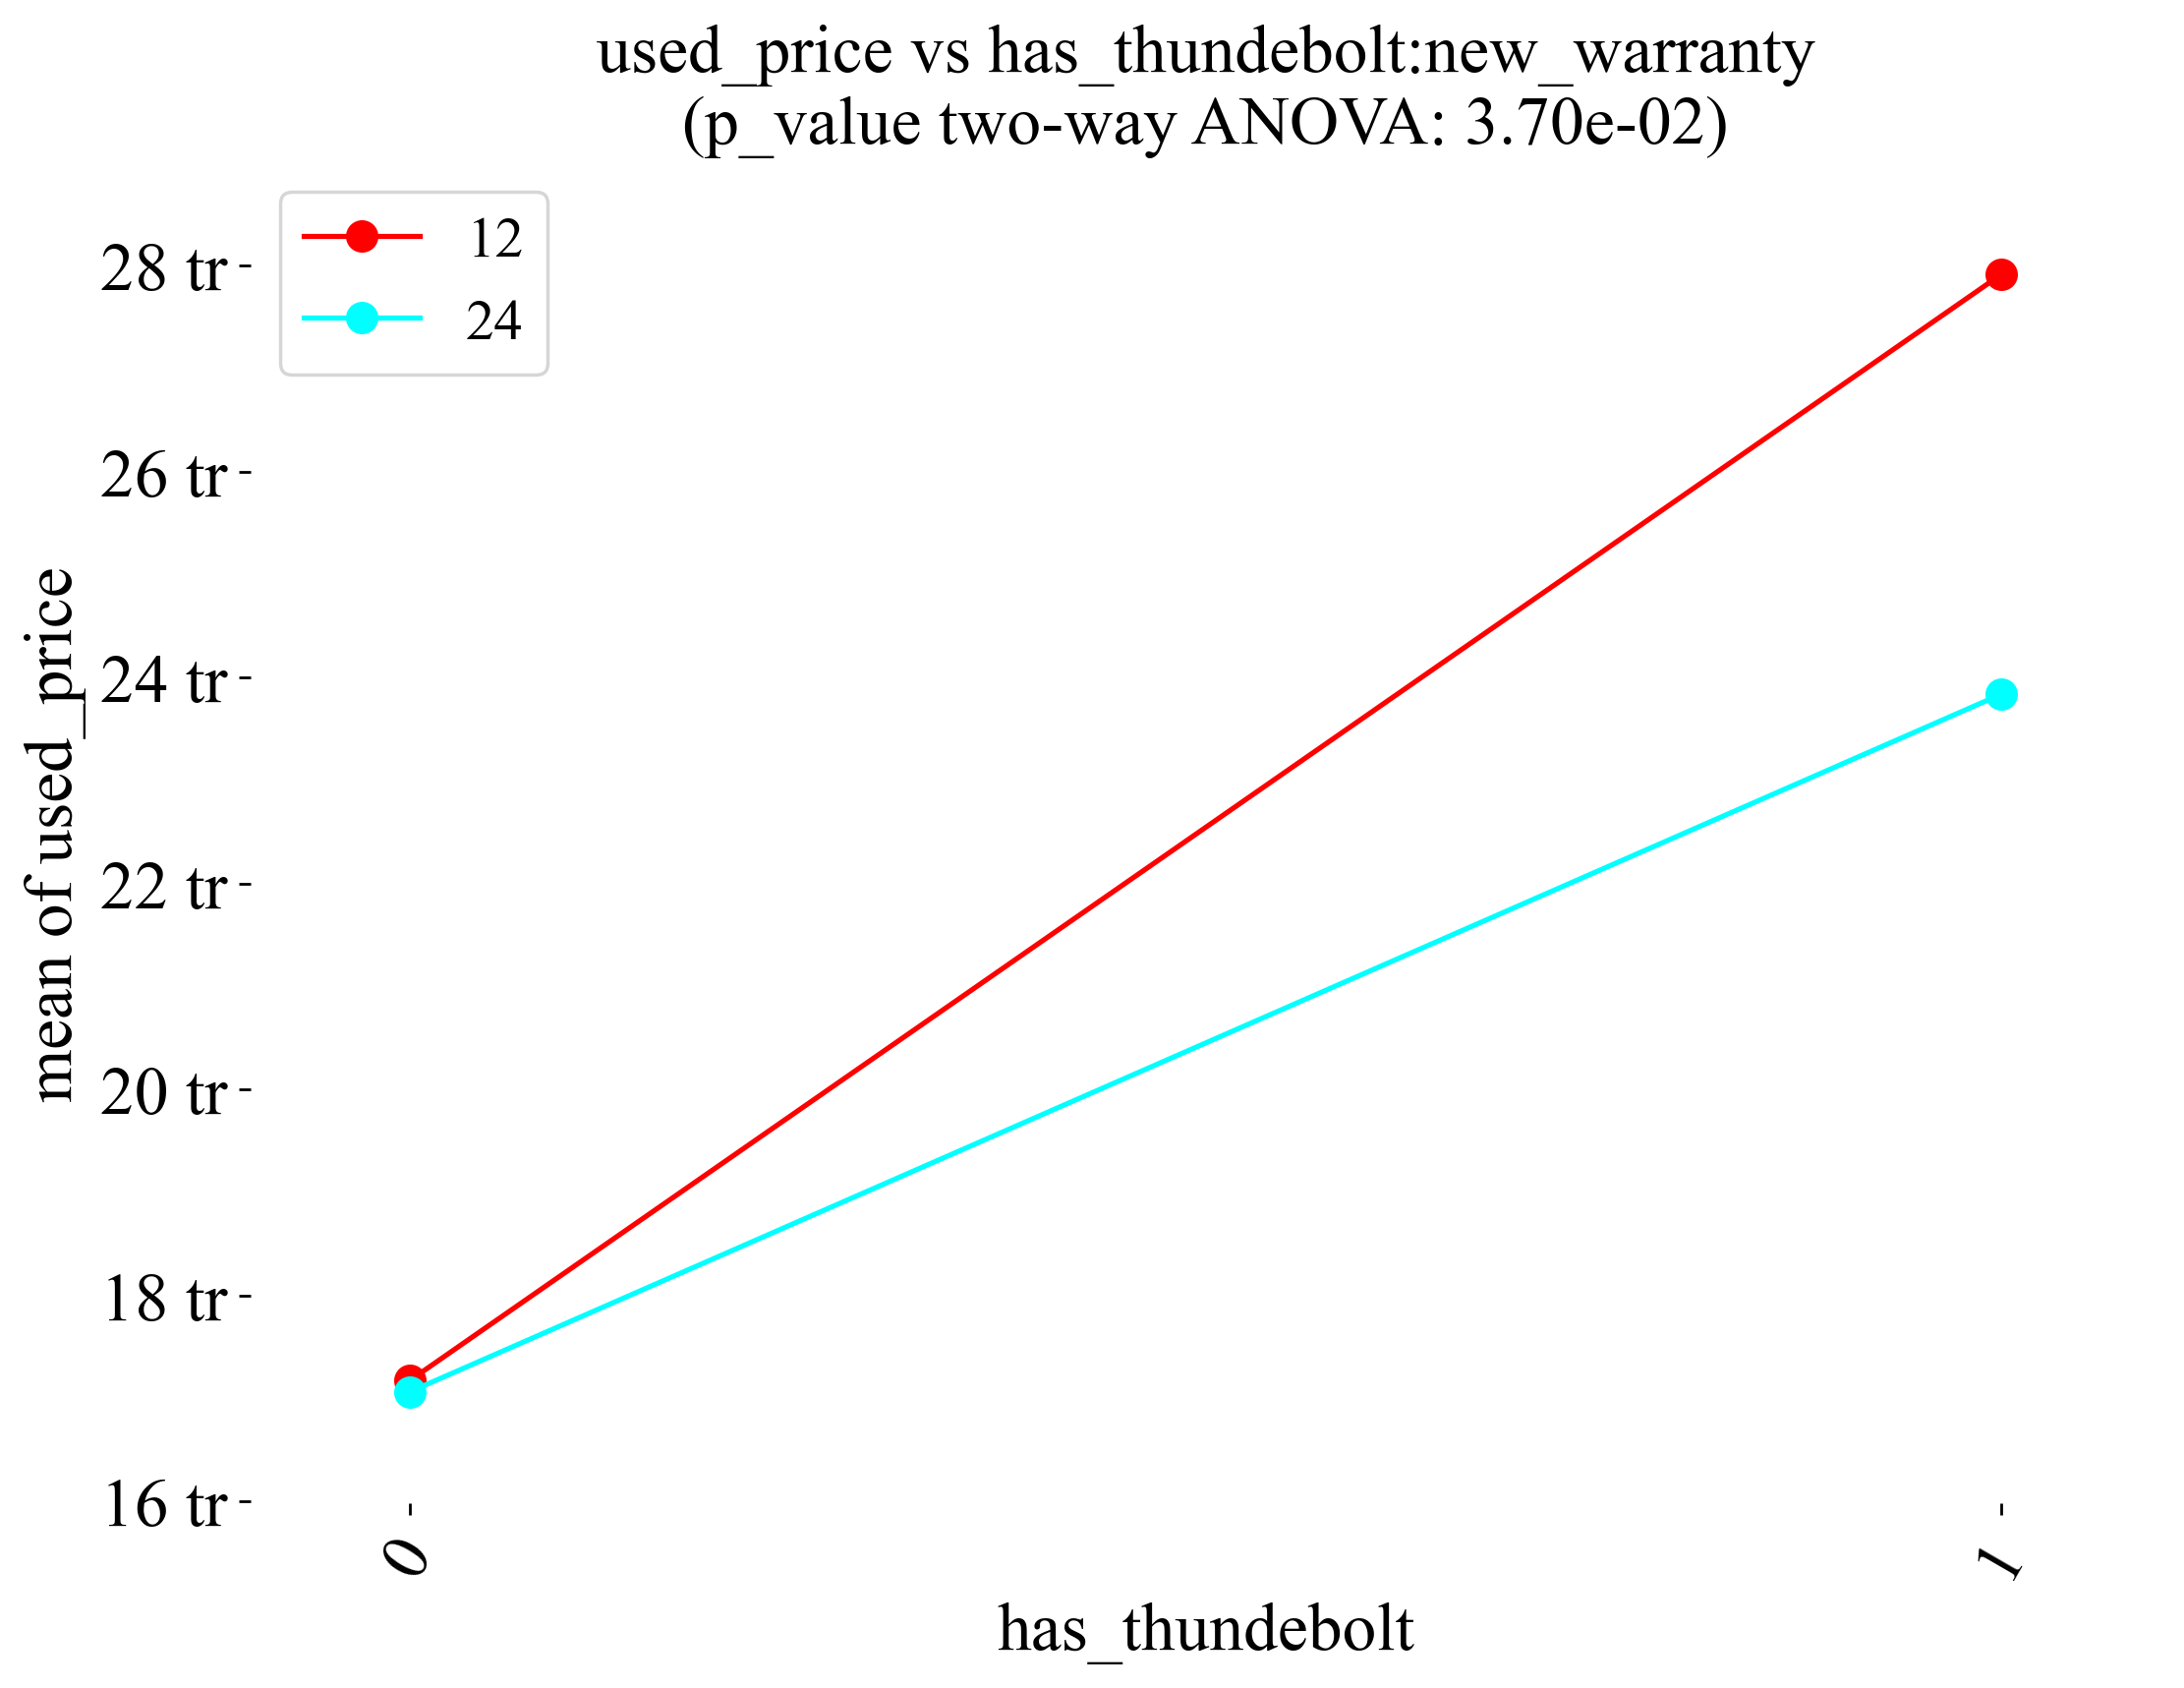 used_price vs has_thundebolt:new_warranty
(p_value two-way ANOVA: 3.70e-02)
12
24
28 tr
26 tr
24 tr
22 tr
20 tr
18 tr
16 tr
mean of used_price
0
1
has_thundebolt